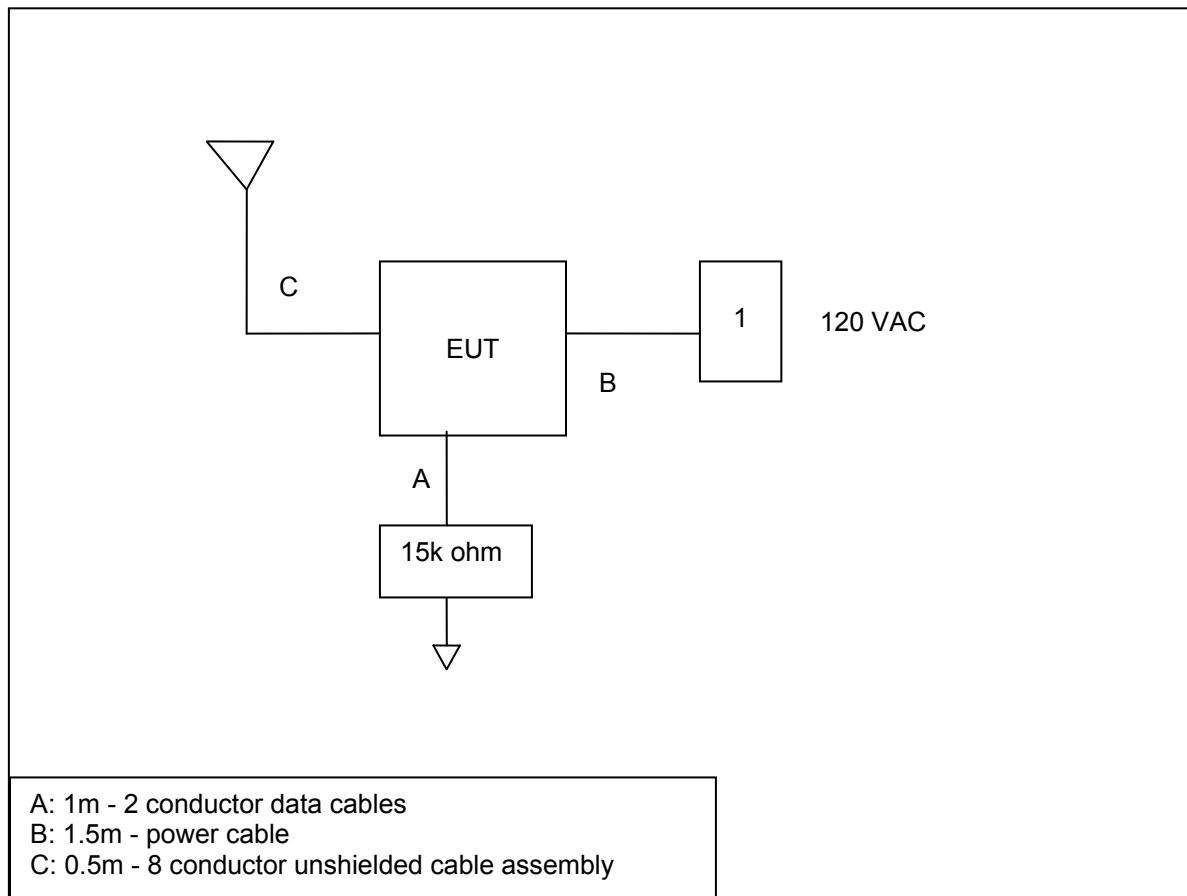 C
EUT
1
120 VAC
B
A
15k ohm
A: 1m - 2 conductor data cables
B: 1.5m - power cable
C: 0.5m - 8 conductor unshielded cable assembly